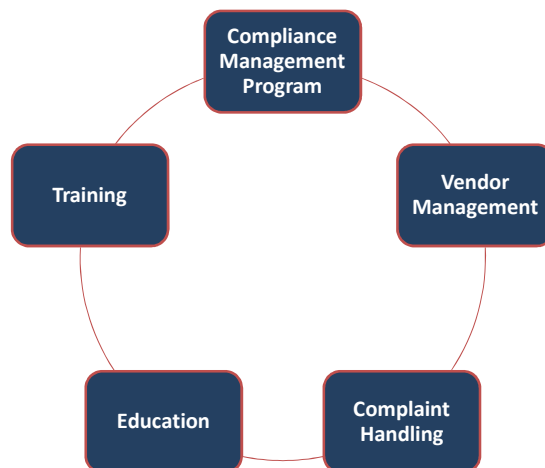 Compliance
Management
Program
Training
Vendor
Management
Education
Complaint
Handling